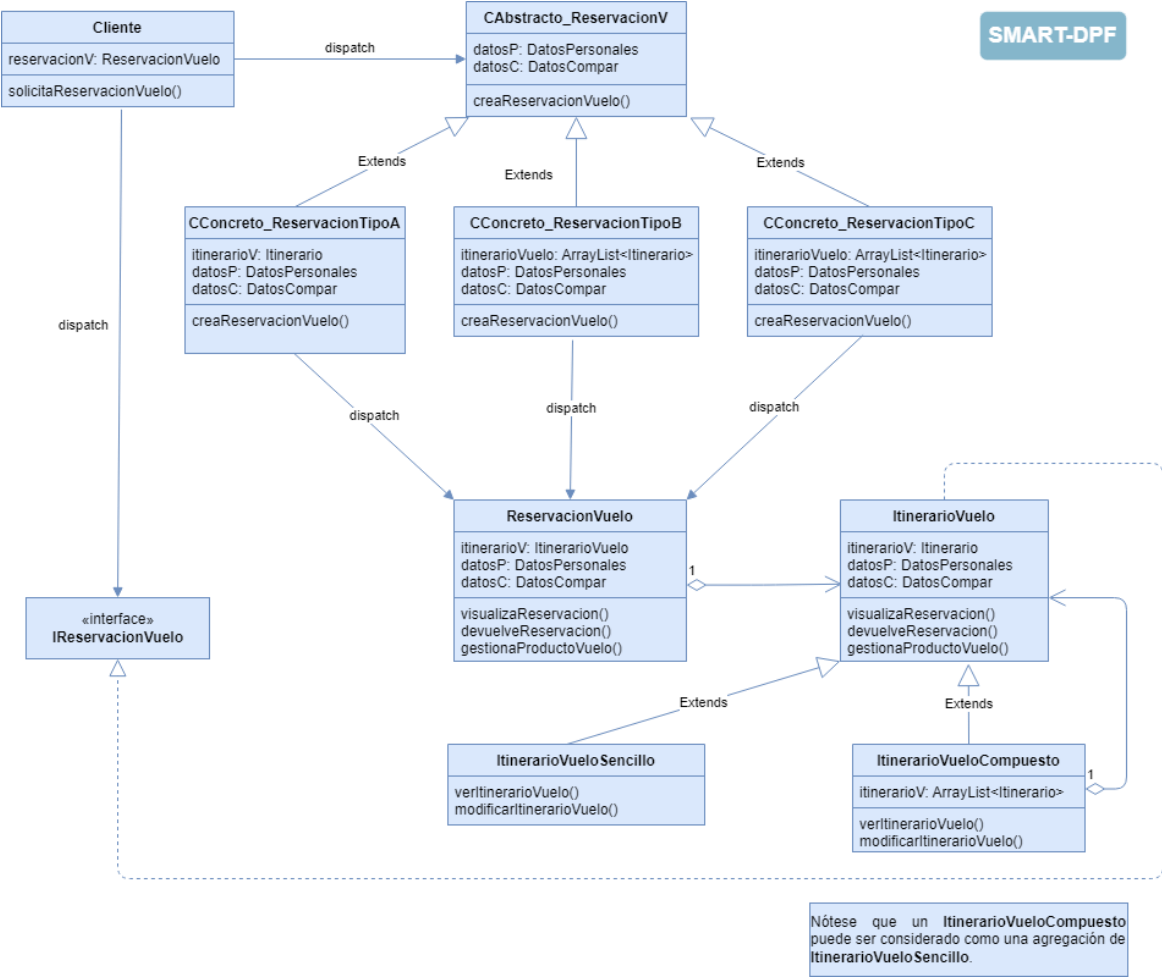 Cliente
reservacionV: ReservacionVuelo
solicitaReservacionVuelo()
dispatch
CAbstracto_ReservacionV
datosP: DatosPersonales
datosC: DatosCompar
creaReservacionVuelo()
SMART-DPF
Extends
Extends
Extends
CConcreto_ReservacionTipoA
itinerarioV: Itinerario
datosP: DatosPersonales
datosC: DatosCompar
creaReservacionVuelo()
CConcreto_ReservacionTipoB
itinerarioVuelo: ArrayList<Itinerario>
datosP: DatosPersonales
datosC: DatosCompar
creaReservacionVuelo()
CConcreto_ReservacionTipoC
itinerarioVuelo: ArrayList<Itinerario>
datosP: DatosPersonales
datosC: DatosCompar
creaReservacionVuelo()
dispatch
dispatch
dispatch
dispatch
ReservacionVuelo
itinerarioV: ItinerarioVuelo
datosP: DatosPersonales
datosC: DatosCompar
visualizaReservacion()
devuelveReservacion()
gestionaProductoVuelo()
1
ItinerarioVuelo
itinerarioV: Itinerario
datosP: DatosPersonales
datosC: DatosCompar
visualizaReservacion()
devuelveReservacion()
gestionaProductoVuelo()
«interface»
IReservacionVuelo
Extends
Extends
ItinerarioVueloSencillo
verItinerarioVuelo()
modificarItinerarioVuelo()
ItinerarioVueloCompuesto
itinerarioV: ArrayList<Itinerario>
verItinerarioVuelo()
modificarItinerarioVuelo()
1
Nótese que un ItinerarioVueloCompuesto
puede ser considerado como una agregación de
ItinerarioVueloSencillo.